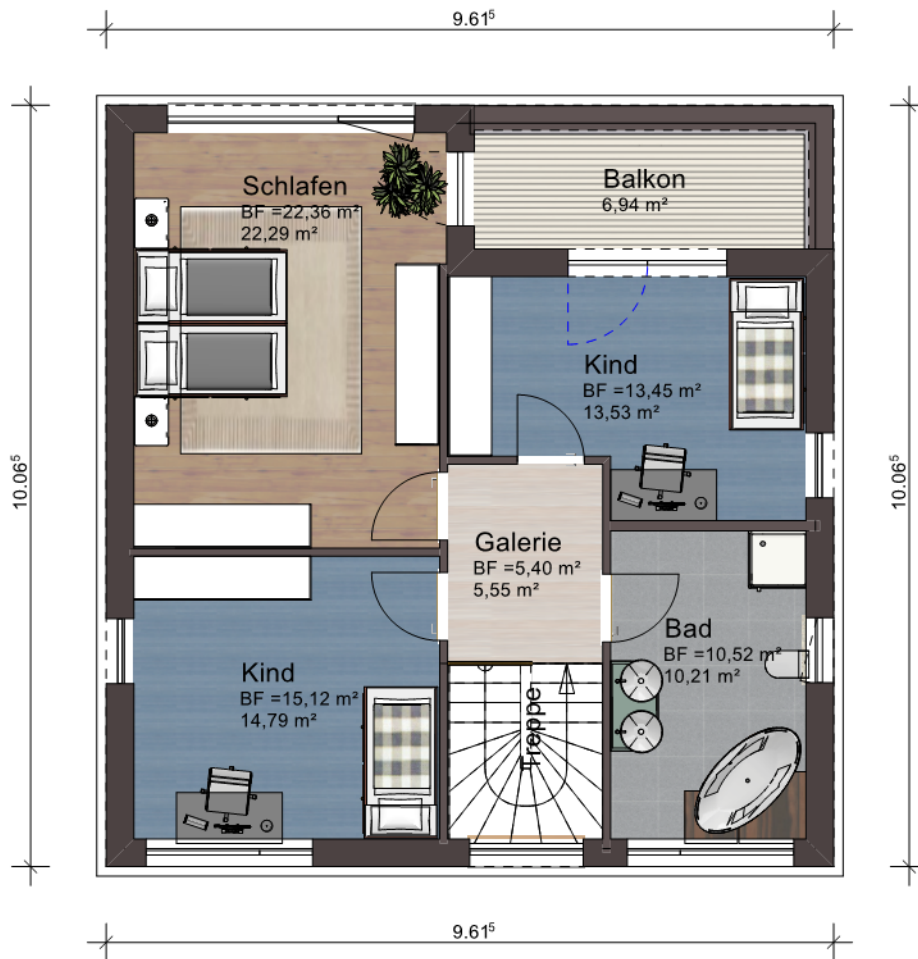 9.61⁵
Schlafen
BF =22,36 m²
22,29 m²
Balkon
6,94 m²
Kind
BF =13,45 m²
13,53 m²
10.06⁵
10.06⁵
Galerie
BF =5,40 m²
5,55 m²
Bad
BF =10,52 m²
10,21 m²
Kind
BF =15,12 m²
14,79 m²
Treppe
9.61⁵